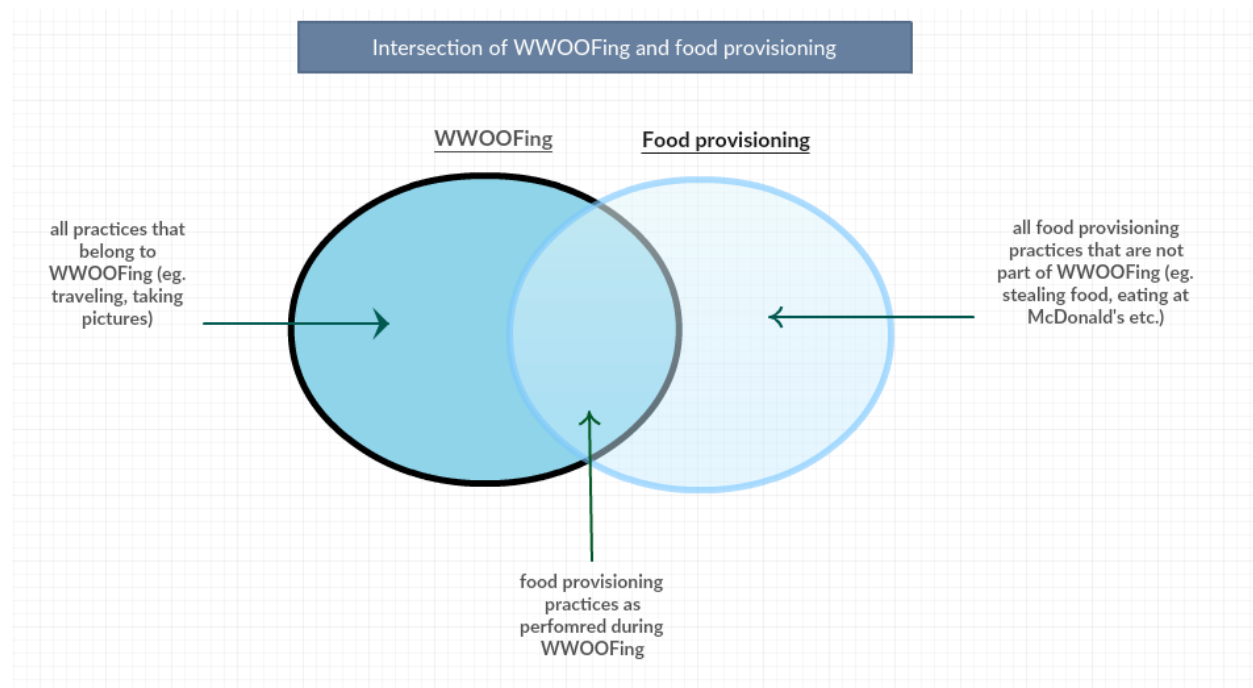 Intersection of WWOOFing and food provisioning
WWOOFing
Food provisioning
all practices that
belong to
WWOOFing (eg.
traveling, taking
pictures)
all food provisioning
practices that are not
part of WWOOFing (eg.
stealing food, eating at
McDonald's etc.)
food provisioning
practices as
perfomred during
WWOOFing